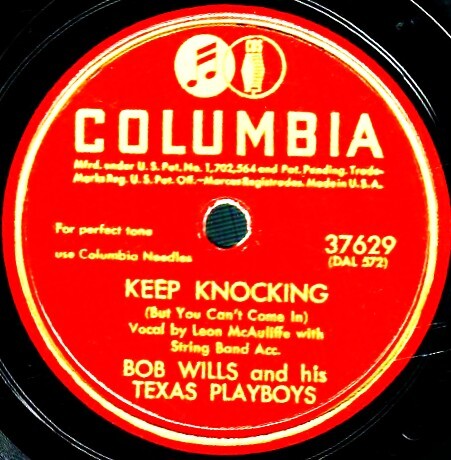 COLUMBIA
Mfrd. under U.S. Pat. No. 1,702,564 and Pat. Pending. Trade-
Marks Reg. U.S. Pat. Off.—Marcas Registradas. Made in U.S.A.
For perfect tone
use Columbia Needles
37629
(DAL 572)
KEEP KNOCKING
(But You Can't Come In)
Vocal by Leon McAuliffe with
String Band Acc.
BOB WILLS and his
TEXAS PLAYBOYS